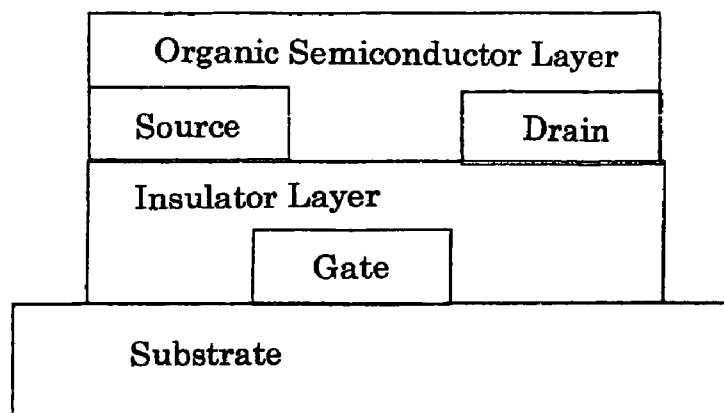 Organic Semiconductor Layer
Source
Drain
Insulator Layer
Gate
Substrate